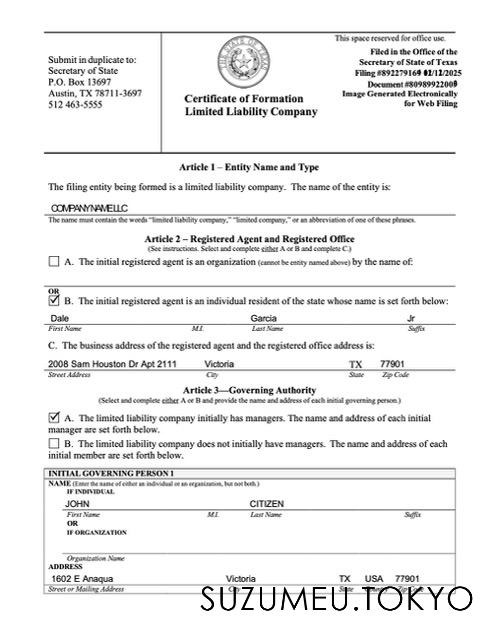 This space reserved for office use.
Submit in duplicate to:
Secretary of State
P.O. Box 13697
Austin, TX 78711-3697
512 463-5555
THE STATE OF TEXAS
Certificate of Formation
Limited Liability Company
Filed in the Office of the
Secretary of State of Texas
Filing #892279169 02/12/2025
Document #8098992200
Image Generated Electronically
for Web Filing
Article 1 – Entity Name and Type
The filing entity being formed is a limited liability company. The name of the entity is:
COMPANY NAME LLC
The name must contain the words “limited liability company,” “limited company,” or an abbreviation of one of these phrases.
Article 2 – Registered Agent and Registered Office
(See instructions. Select and complete either A or B and complete C.)
A. The initial registered agent is an organization (cannot be entity named above) by the name of:
OR
B. The initial registered agent is an individual resident of the state whose name is set forth below:
Dale Garcia Jr
First Name M.I. Last Name Suffix
C. The business address of the registered agent and the registered office address is:
2008 Sam Houston Dr Apt 2111 Victoria TX 77901
Street Address City State Zip Code
Article 3—Governing Authority
(Select and complete either A or B and provide the name and address of each initial governing person.)
A. The limited liability company initially has managers. The name and address of each initial
manager are set forth below.
B. The limited liability company does not initially have managers. The name and address of each
initial member are set forth below.
INITIAL GOVERNING PERSON 1
NAME (Enter the name of either an individual or an organization, but not both.)
IF INDIVIDUAL
JOHN CITIZEN
First Name M.I. Last Name Suffix
OR
IF ORGANIZATION
Organization Name
ADDRESS
1602 E Anaqua Victoria TX USA 77901
Street or Mailing Address City
SUZUMEU.TOKYO